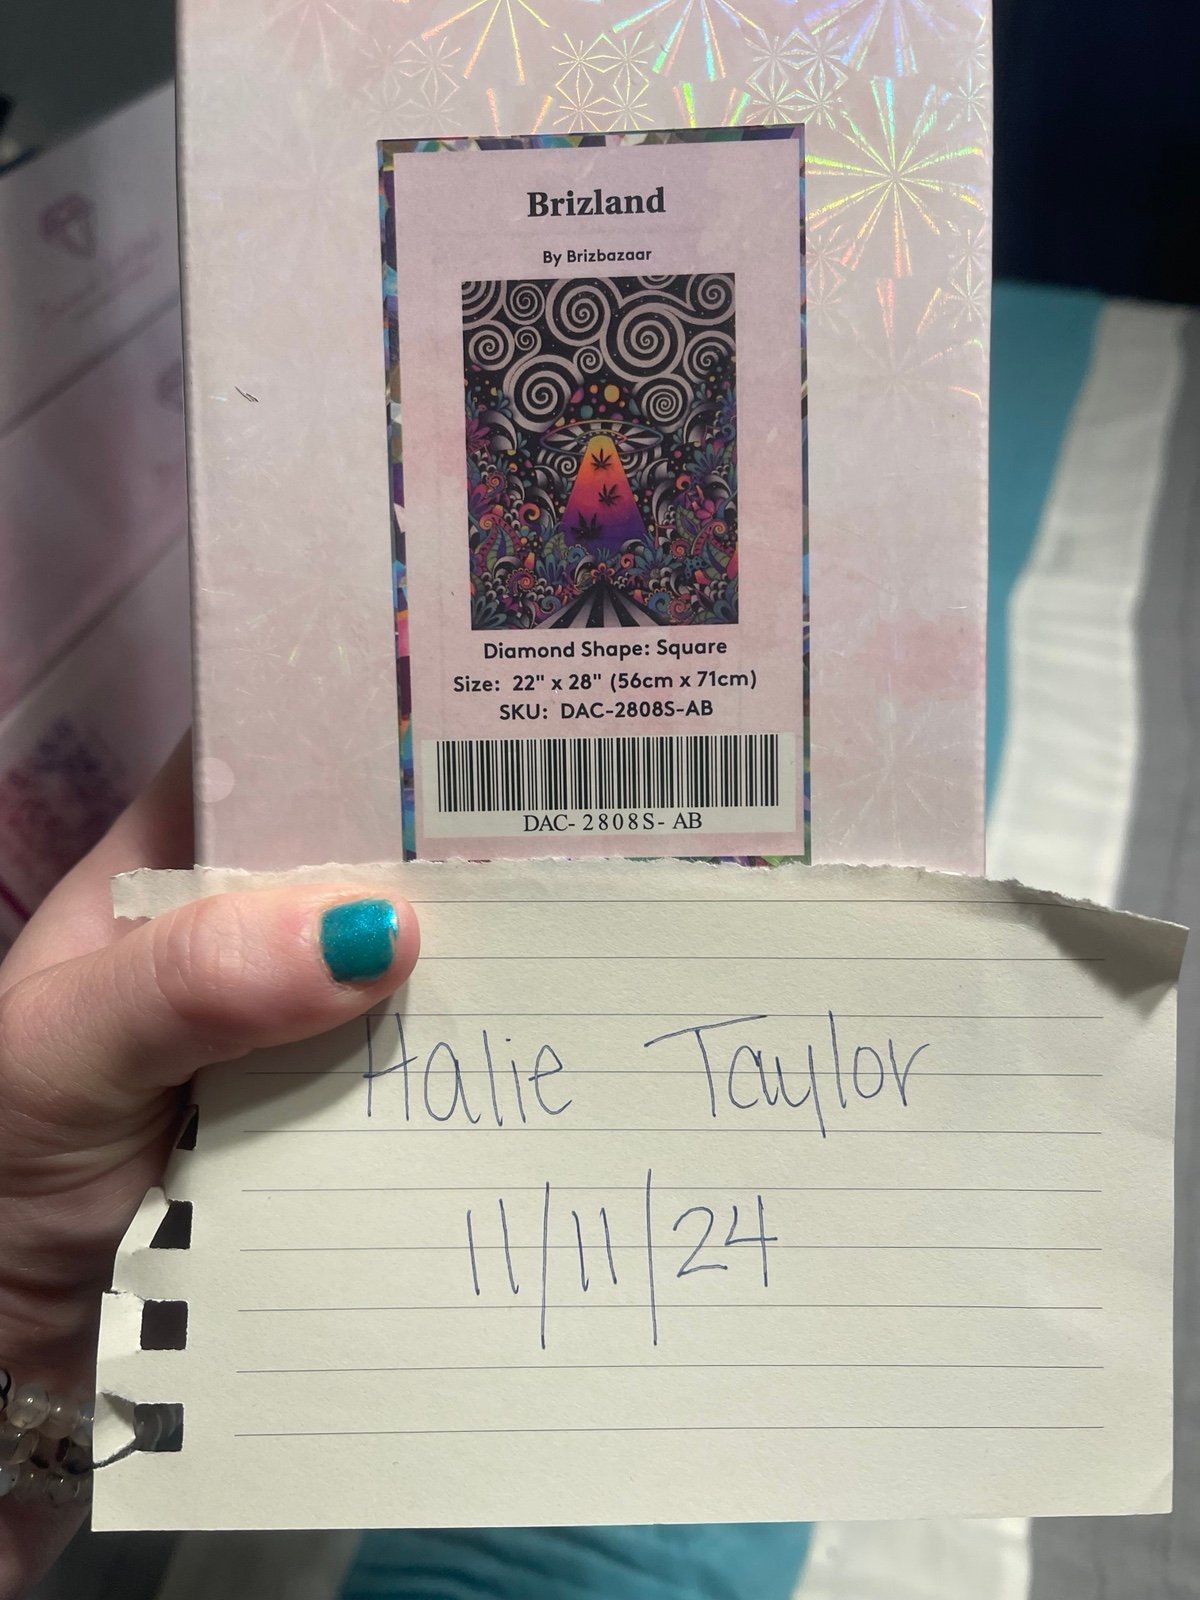 Brizland
By Brizbazaar
Diamond Shape: Square
Size: 22" x 28" (56cm x 71cm)
SKU: DAC-2808S-AB
DAC- 2808S- AB
Halie Taylor
11/11/24